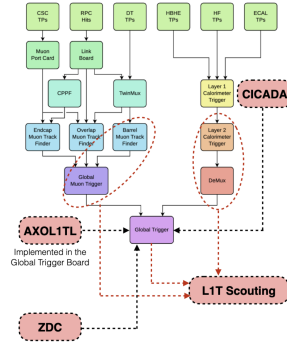 CSC
TPs
RPC
Hits
DT
TPs
HBHE
TPs
HF
TPs
ECAL
TPs
Muon
Port Card
Link
Board
CPPF
TwinMux
Layer 1
Calorimeter
Trigger
CICADA
Endcap
Muon Track
Finder
Overlap
Muon Track
Finder
Barrel
Muon Track
Finder
Layer 2
Calorimeter
Trigger
Global
Muon Trigger
DeMux
AXOL1TL
Implemented in the
Global Trigger Board
Global Trigger
L1T Scouting
ZDC